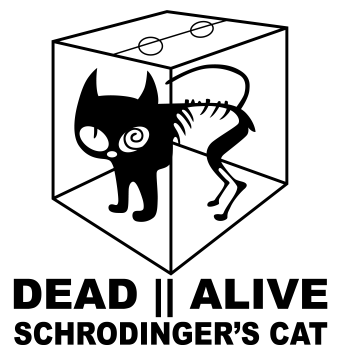 DEAD || ALIVE
SCHRODINGER'S CAT